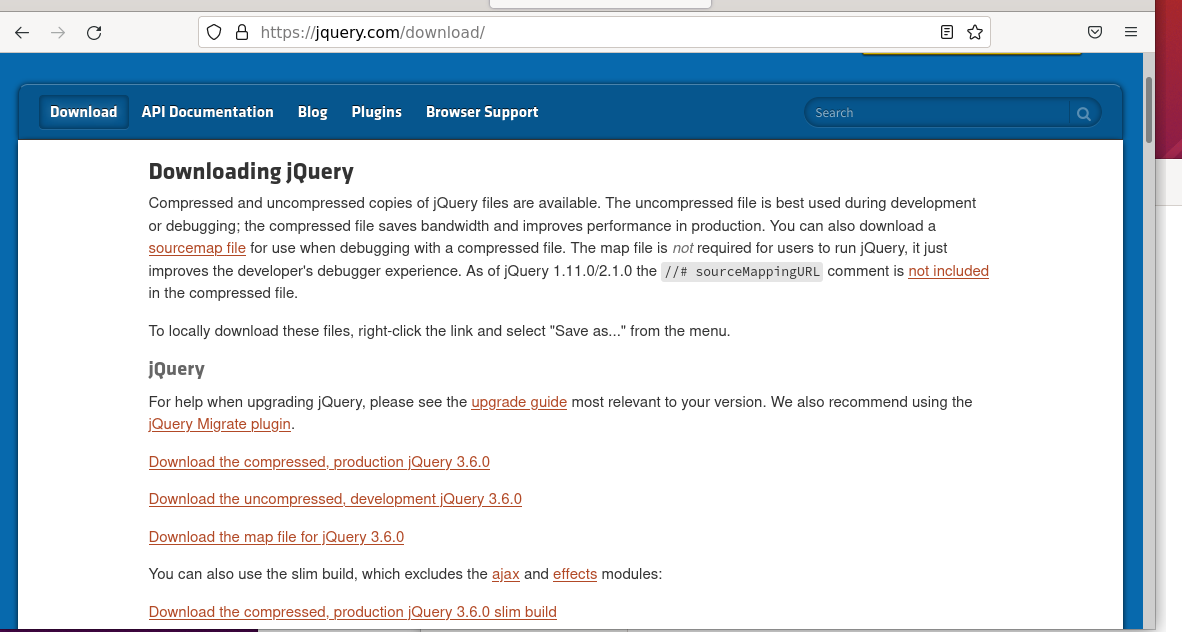 https://jquery.com/download/
Download API Documentation Blog Plugins Browser Support Search
Downloading jQuery
Compressed and uncompressed copies of jQuery files are available. The uncompressed file is best used during development
or debugging; the compressed file saves bandwidth and improves performance in production. You can also download a
sourcemap file for use when debugging with a compressed file. The map file is not required for users to run jQuery, it just
improves the developer's debugger experience. As of jQuery 1.11.0/2.1.0 the //# sourceMappingURL comment is not included
in the compressed file.
To locally download these files, right-click the link and select "Save as..." from the menu.
jQuery
For help when upgrading jQuery, please see the upgrade guide most relevant to your version. We also recommend using the
jQuery Migrate plugin.
Download the compressed, production jQuery 3.6.0
Download the uncompressed, development jQuery 3.6.0
Download the map file for jQuery 3.6.0
You can also use the slim build, which excludes the ajax and effects modules:
Download the compressed, production jQuery 3.6.0 slim build